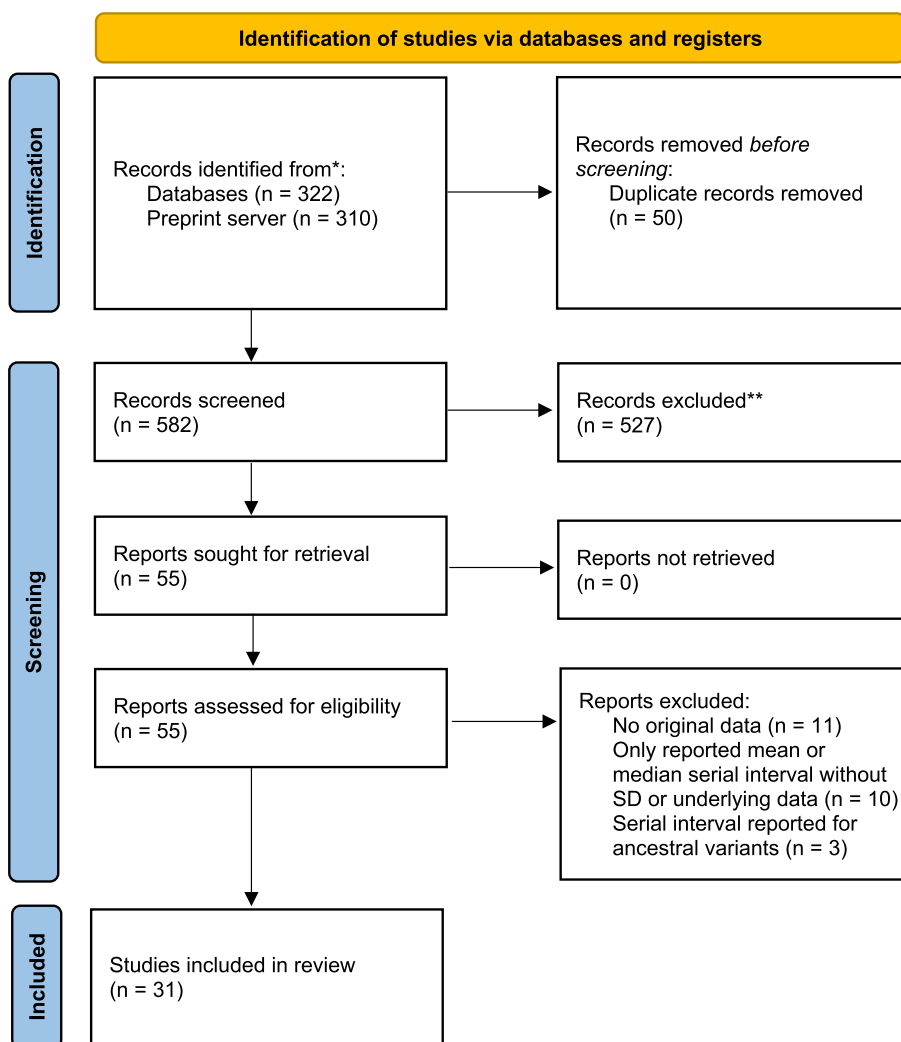 Identification of studies via databases and registers
Identification
Records identified from*:
Databases (n = 322)
Preprint server (n = 310)
Records removed before
screening:
Duplicate records removed
(n = 50)
Screening
Records screened
(n = 582)
Records excluded**
(n = 527)
Reports sought for retrieval
(n = 55)
Reports not retrieved
(n = 0)
Reports assessed for eligibility
(n = 55)
Reports excluded:
No original data (n = 11)
Only reported mean or
median serial interval without
SD or underlying data (n = 10)
Serial interval reported for
ancestral variants (n = 3)
Included
Studies included in review
(n = 31)